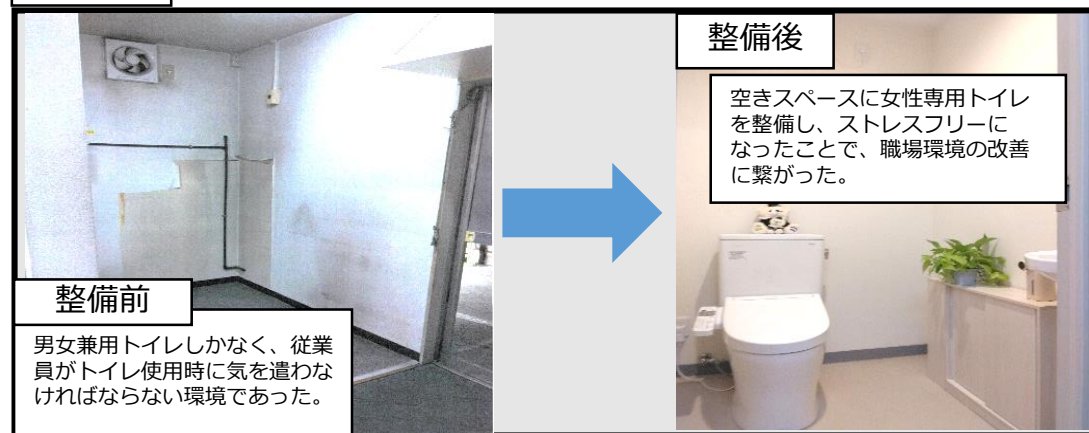 整備前
男女兼用トイレしかなく、従業
員がトイレ使用時に気を遣わな
ければならない環境であった。
整備後
空きスペースに女性専用トイレ
を整備し、ストレスフリーに
なったことで、職場環境の改善
に繋がった。